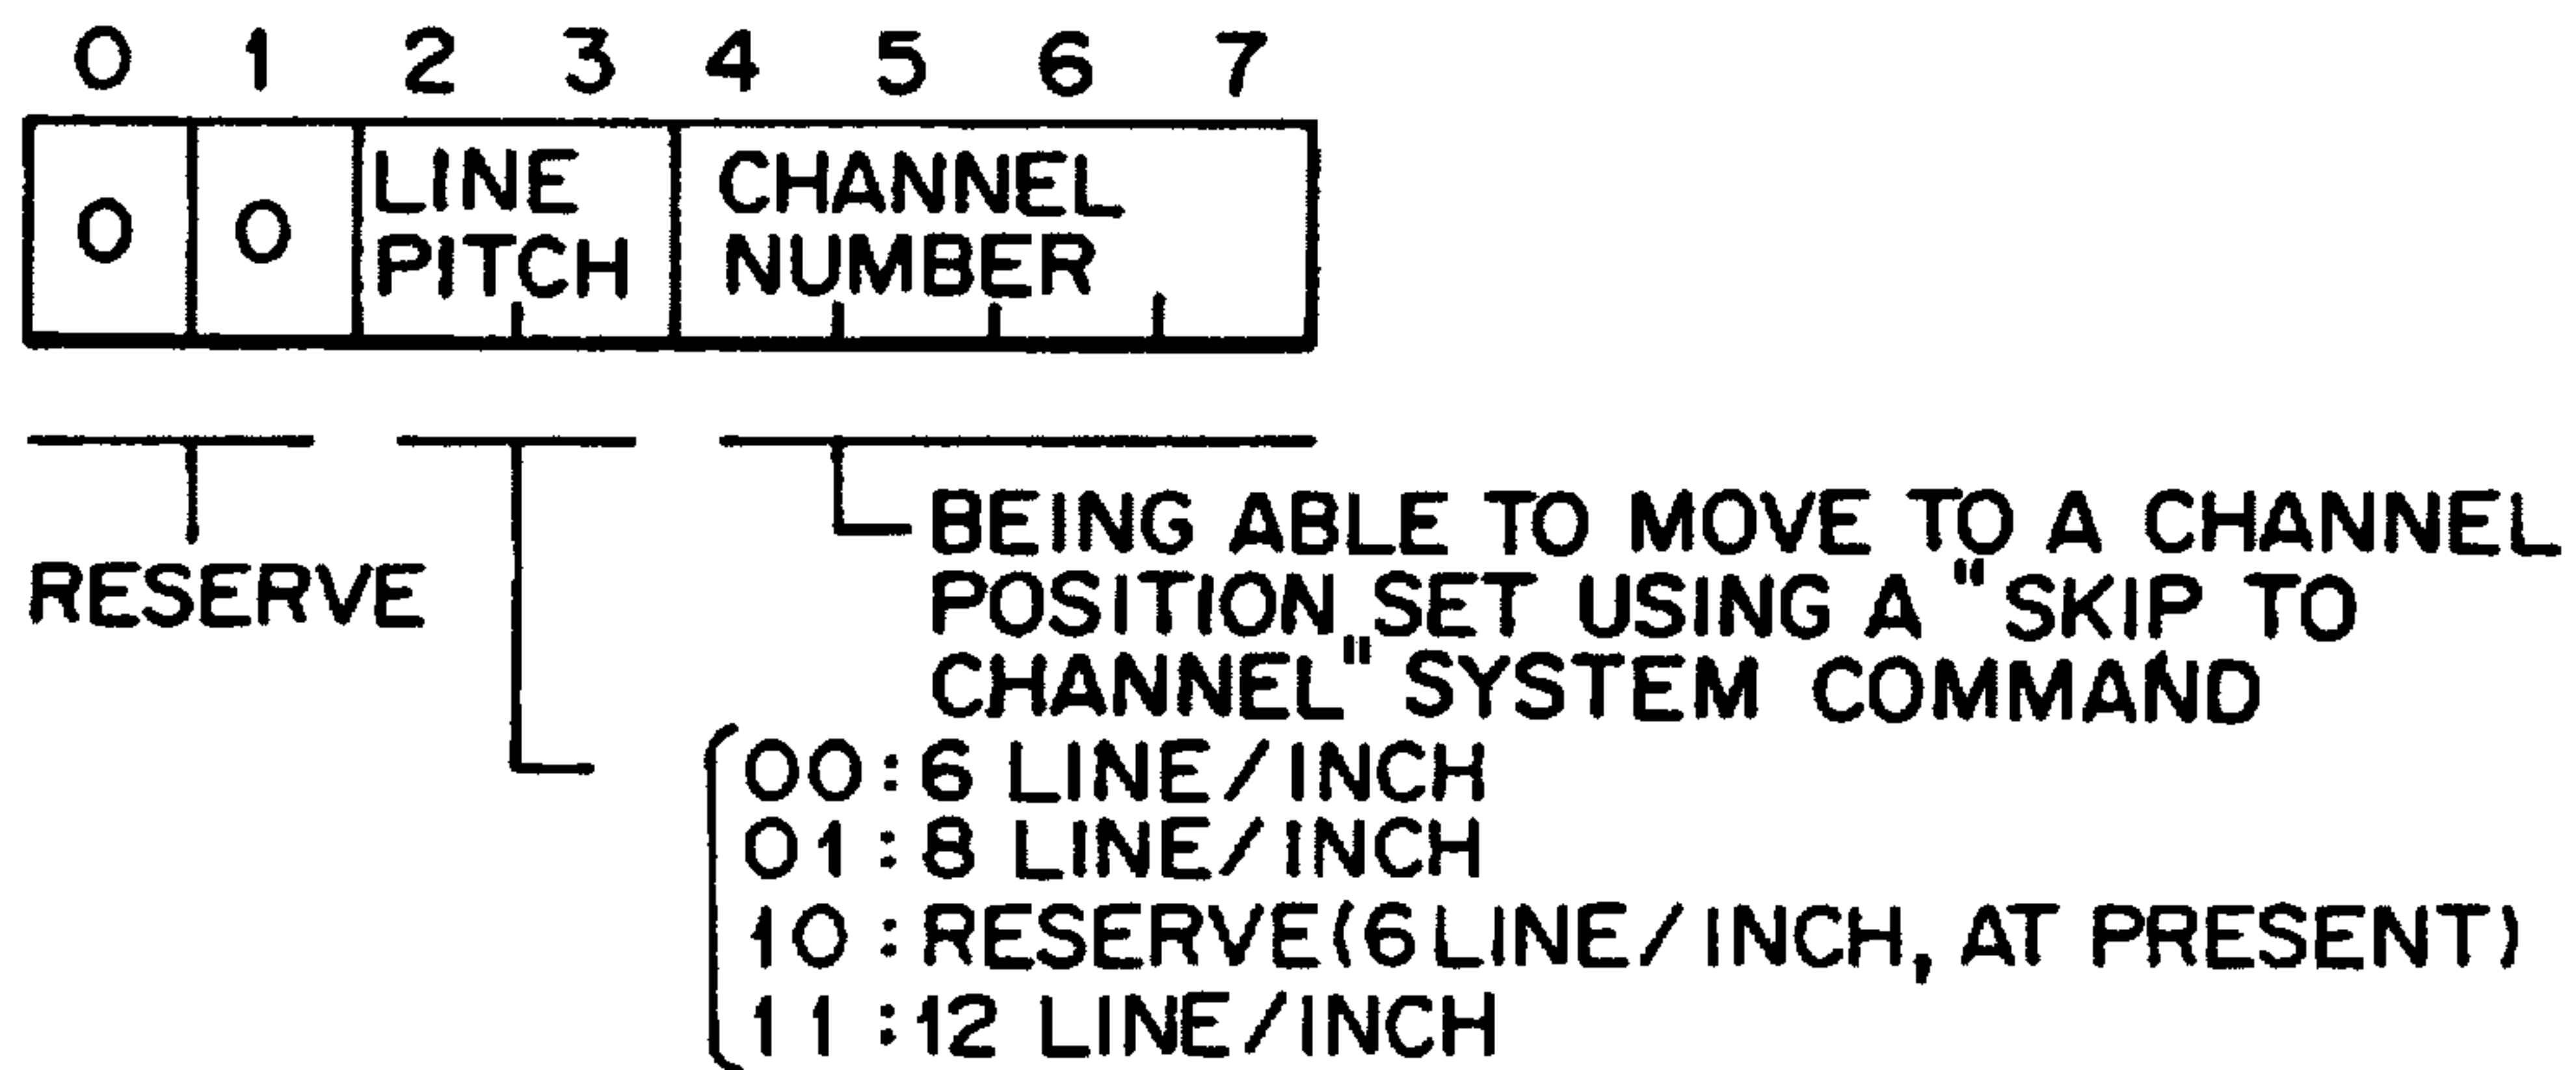 0 1 2 3 4 5 6 7
0 0 LINE PITCH CHANNEL NUMBER
RESERVE
BEING ABLE TO MOVE TO A CHANNEL
POSITION SET USING A "SKIP TO
CHANNEL" SYSTEM COMMAND
00:6 LINE/INCH
01:8 LINE/INCH
10:RESERVE(6 LINE/INCH, AT PRESENT)
11:12 LINE/INCH